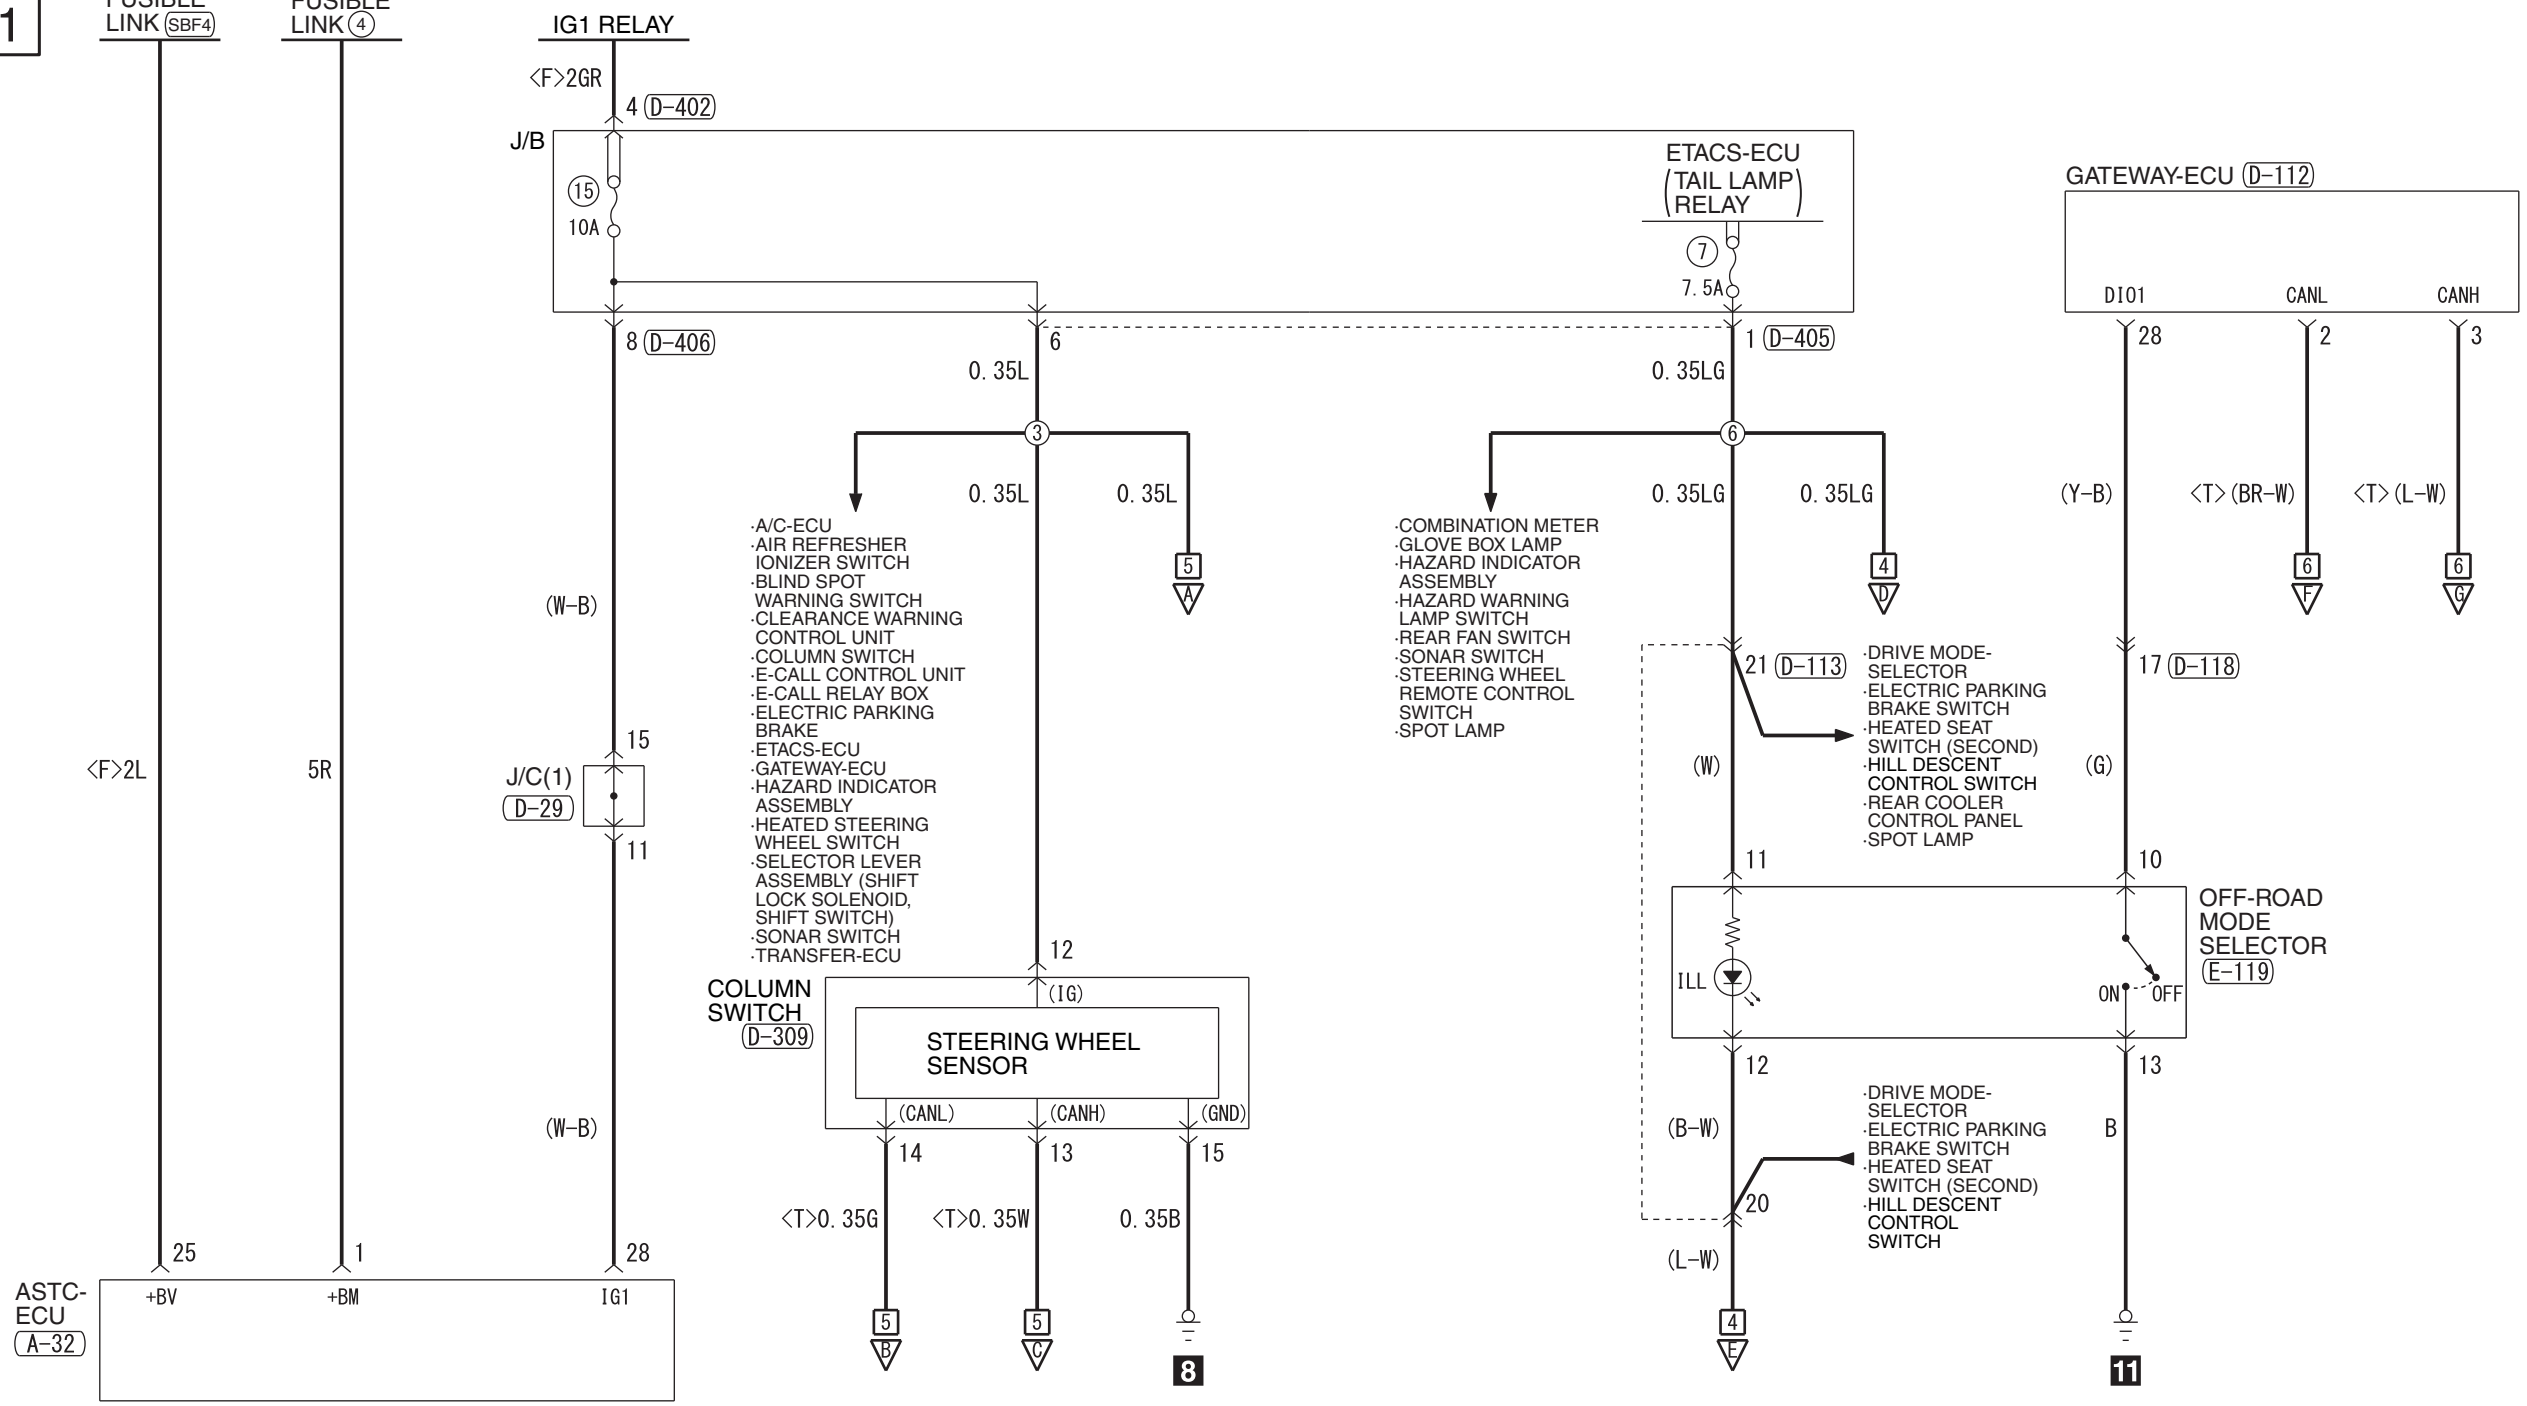 1
FUSIBLE
LINK SBF4
FUSIBLE
LINK 4
IG1 RELAY
<F>2GR
4 D-402
J/B
15
10A
ETACS-ECU
(TAIL LAMP
RELAY)
7
7.5A
GATEWAY-ECU D-112
DIO1
CANL
CANH
8 D-406
6
1 D-405
28
2
3
0.35L
0.35LG
3
6
0.35L
0.35L
0.35LG
0.35LG
(Y-B)
<T>(BR-W)
<T>(L-W)
·A/C-ECU
·AIR REFRESHER
IONIZER SWITCH
·BLIND SPOT
WARNING SWITCH
·CLEARANCE WARNING
CONTROL UNIT
·COLUMN SWITCH
·E-CALL CONTROL UNIT
·E-CALL RELAY BOX
·ELECTRIC PARKING
BRAKE
·ETACS-ECU
·GATEWAY-ECU
·HAZARD INDICATOR
ASSEMBLY
·HEATED STEERING
WHEEL SWITCH
·SELECTOR LEVER
ASSEMBLY (SHIFT
LOCK SOLENOID,
SHIFT SWITCH)
·SONAR SWITCH
·TRANSFER-ECU
5
A
·COMBINATION METER
·GLOVE BOX LAMP
·HAZARD INDICATOR
ASSEMBLY
·HAZARD WARNING
LAMP SWITCH
·REAR FAN SWITCH
·SONAR SWITCH
·STEERING WHEEL
REMOTE CONTROL
SWITCH
·SPOT LAMP
4
D
6
F
6
G
(W-B)
21 D-113
·DRIVE MODE-
SELECTOR
·ELECTRIC PARKING
BRAKE SWITCH
·HEATED SEAT
SWITCH (SECOND)
·HILL DESCENT
CONTROL SWITCH
·REAR COOLER
CONTROL PANEL
·SPOT LAMP
17 D-118
<F>2L
5R
15
J/C(1)
D-29
11
(W)
(G)
11
10
OFF-ROAD
MODE
SELECTOR
E-119
ILL
ON
OFF
12
13
12
COLUMN
SWITCH
D-309
(IG)
STEERING WHEEL
SENSOR
(CANL)
(CANH)
(GND)
14
13
15
(W-B)
(B-W)
B
·DRIVE MODE-
SELECTOR
·ELECTRIC PARKING
BRAKE SWITCH
·HEATED SEAT
SWITCH (SECOND)
·HILL DESCENT
CONTROL
SWITCH
20
<T>0.35G
<T>0.35W
0.35B
(L-W)
25
1
28
ASTC-
ECU
A-32
+BV
+BM
IG1
5
B
5
C
8
4
E
11